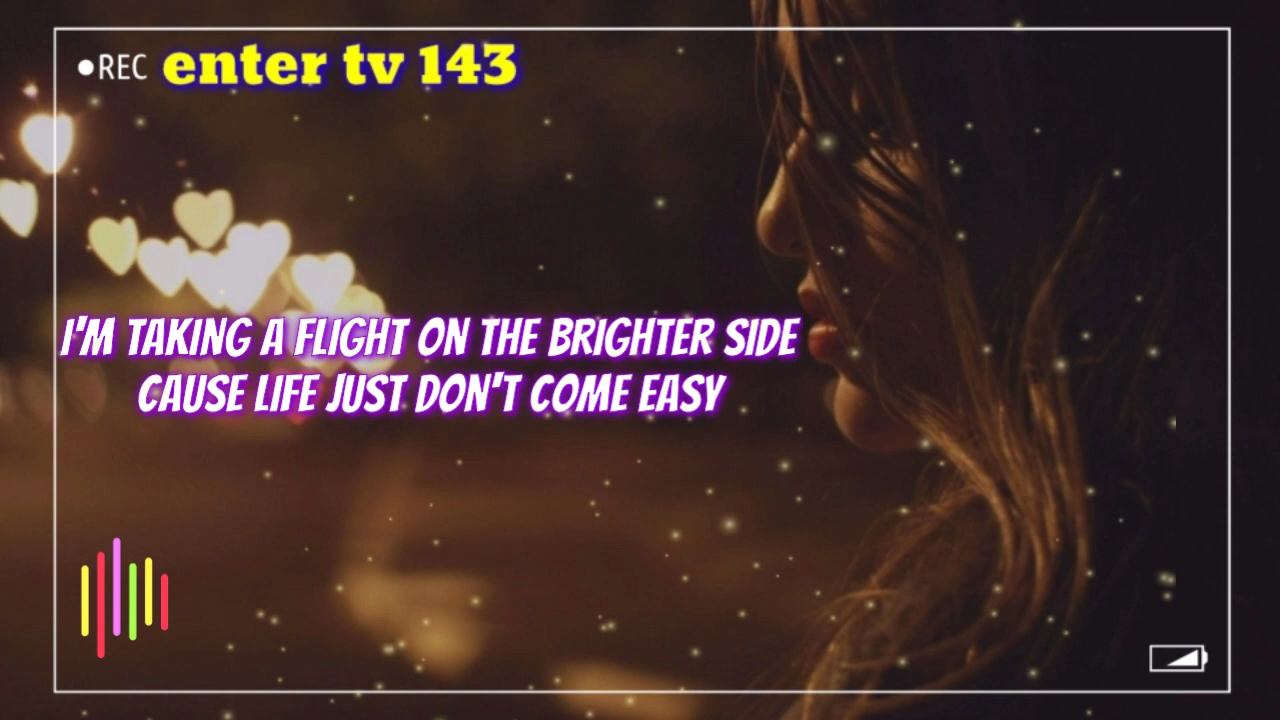 REC enter tv 143
I'M TAKING A FLIGHT ON THE BRIGHTER SIDE
CAUSE LIFE JUST DON'T COME EASY